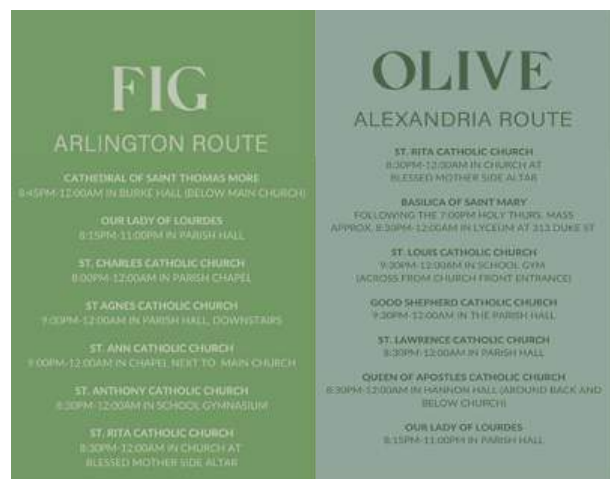 FIG
ARLINGTON ROUTE
CATHEDRAL OF SAINT THOMAS MORE
8:45PM-12:00AM IN BURKE HALL (BELOW MAIN CHURCH)
OUR LADY OF LOURDES
8:15PM-11:00PM IN PARISH HALL
ST. CHARLES CATHOLIC CHURCH
8:00PM-12:00AM IN PARISH CHAPEL
ST AGNES CATHOLIC CHURCH
9:00PM-12:00AM IN PARISH HALL, DOWNSTAIRS
ST. ANN CATHOLIC CHURCH
9:00PM-12:00AM IN CHAPEL NEXT TO MAIN CHURCH
ST. ANTHONY CATHOLIC CHURCH
8:30PM-12:00AM IN SCHOOL GYMNASIUM
ST. RITA CATHOLIC CHURCH
8:30PM-12:00AM IN CHURCH AT
BLESSED MOTHER SIDE ALTAR
OLIVE
ALEXANDRIA ROUTE
ST. RITA CATHOLIC CHURCH
8:30PM-12:00AM IN CHURCH AT
BLESSED MOTHER SIDE ALTAR
BASILICA OF SAINT MARY
FOLLOWING THE 7:00PM HOLY THURS. MASS
APPROX. 8:30PM-12:00AM IN LYCEUM AT 313 DUKE ST
ST. LOUIS CATHOLIC CHURCH
9:30PM-12:00AM IN SCHOOL GYM
(ACROSS FROM CHURCH FRONT ENTRANCE)
GOOD SHEPHERD CATHOLIC CHURCH
9:30PM-12:00AM IN THE PARISH HALL
ST. LAWRENCE CATHOLIC CHURCH
8:30PM-12:00AM IN PARISH HALL
QUEEN OF APOSTLES CATHOLIC CHURCH
8:30PM-12:00AM IN HANNON HALL (AROUND BACK AND
BELOW CHURCH)
OUR LADY OF LOURDES
8:15PM-11:00PM IN PARISH HALL